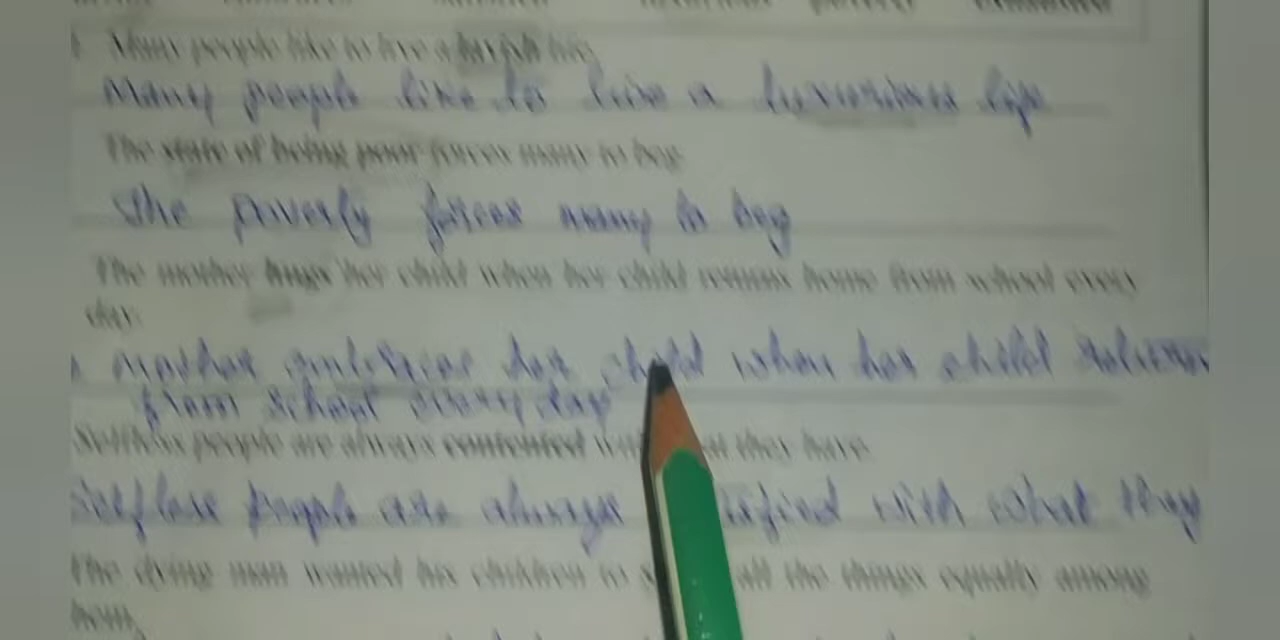 Many people like to live a lavish life.
Many people like to live a luxurious life
The state of being poor forces many to beg.
The poverty forces many to beg
The mother hugs her child when her child returns home from school every
day.
mother embraces her child when her child returns
from school every day
Selfless people are always contented they have.
Selfless people are always with what they
The dying man wanted his children to all the things equally among